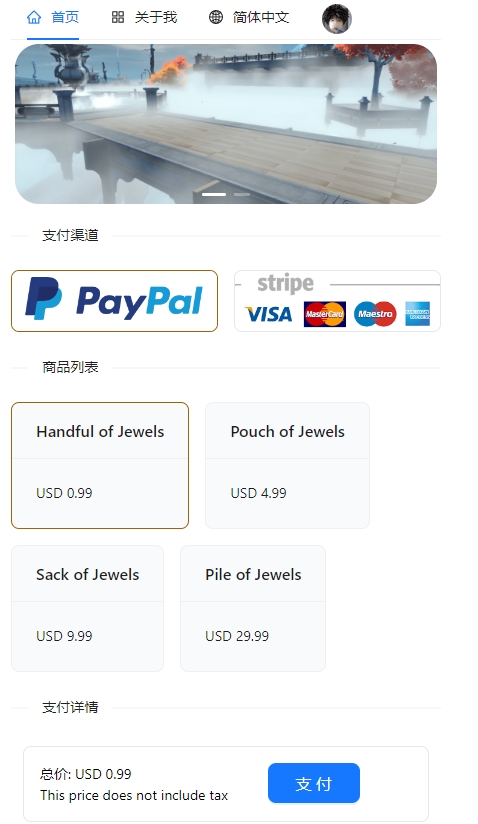 首页 关于我 简体中文
支付渠道
PayPal stripe
VISA MasterCard Maestro AMERICAN EXPRESS
商品列表
Handful of Jewels Pouch of Jewels
USD 0.99 USD 4.99
Sack of Jewels Pile of Jewels
USD 9.99 USD 29.99
支付详情
总价: USD 0.99
This price does not include tax
支付